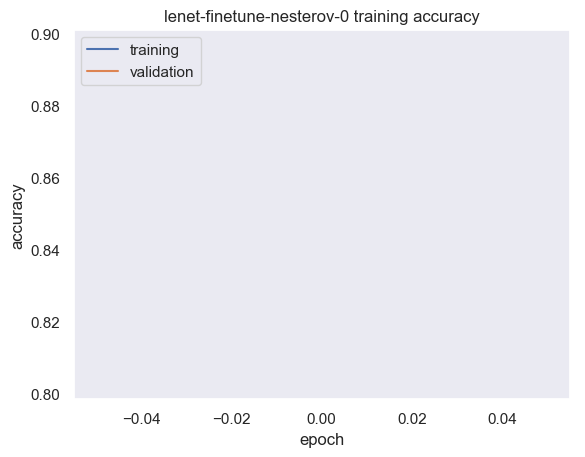 lenet-finetune-nesterov-0 training accuracy
training
validation
0.90
0.88
0.86
0.84
0.82
0.80
accuracy
−0.04
−0.02
0.00
0.02
0.04
epoch